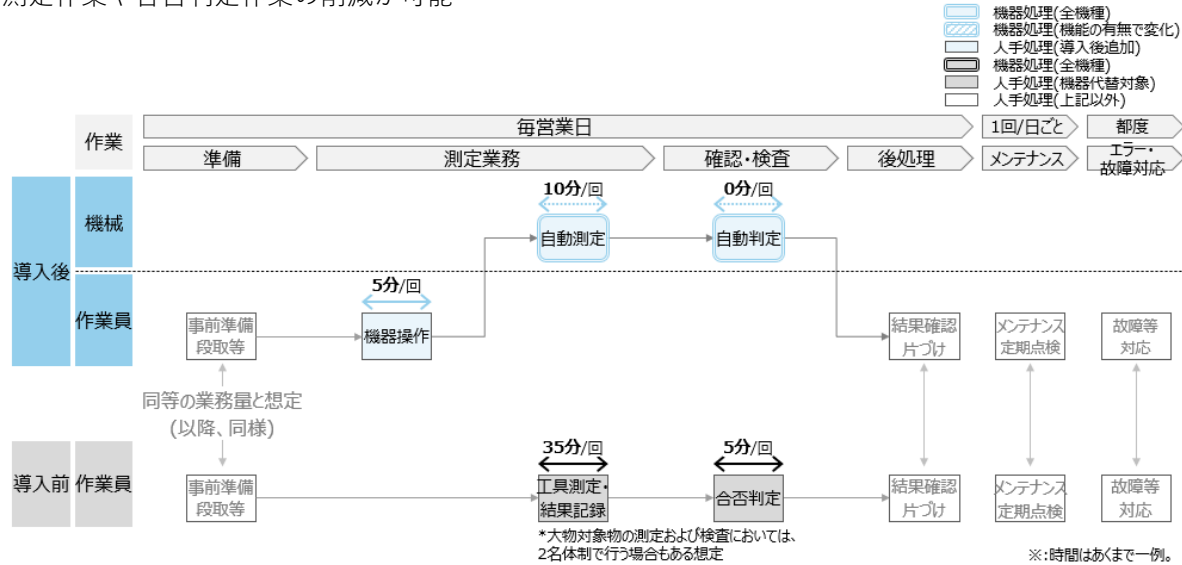 測定作業や合否判定作業の削減が可能
機器処理(全機種)
機器処理(機能の有無で変化)
人手処理(導入後追加)
機器処理(全機種)
人手処理(機器代替対象)
人手処理(上記以外)
作業
毎営業日
1回/日ごと
都度
準備
測定業務
確認・検査
後処理
メンテナンス
エラー・
故障対応
導入後
機械
10分/回
自動測定
0分/回
自動判定
作業員
事前準備
段取等
5分/回
機器操作
結果確認
片づけ
メンテナンス
定期点検
故障等
対応
同等の業務量と想定
(以降、同様)
導入前
作業員
事前準備
段取等
35分/回
工具測定・
結果記録
5分/回
合否判定
結果確認
片づけ
メンテナンス
定期点検
故障等
対応
*大物対象物の測定および検査においては、
2名体制で行う場合もある想定
※:時間はあくまで一例。